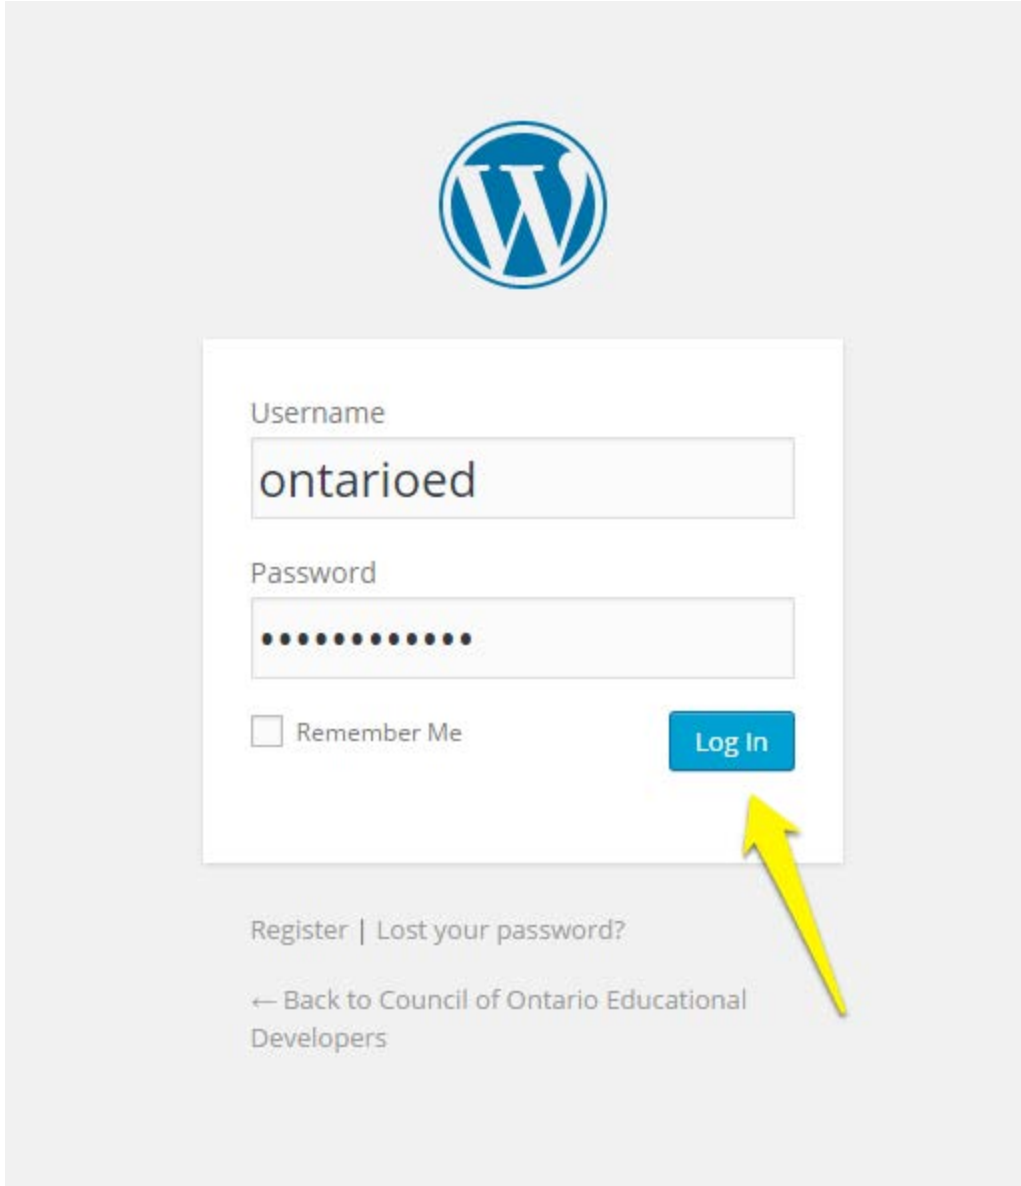 W
Username
ontarioed
Password
••••••••••••
Remember Me
Log In
Register | Lost your password?
← Back to Council of Ontario Educational
Developers